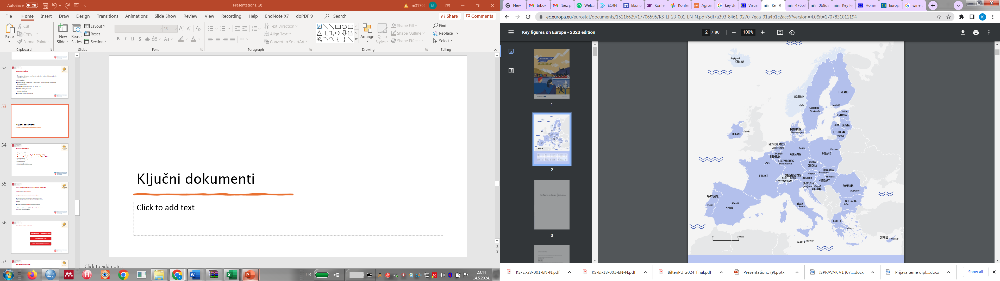 AutoSave Off
Presentation1 (9)
m31792 M
File Home Insert Draw Design Transitions Animations Slide Show Review View Recording Help EndNote X7 doPDF 9 Search
Share Comments
Paste
Cut
Copy
Format Painter
Clipboard
New Slide
Reuse Slides
Layout
Reset
Section
Slides
36
Font
Text Direction
Align Text
Convert to SmartArt
Paragraph
Arrange
Quick Styles
Shape Fill
Shape Outline
Shape Effects
Drawing
Find
Replace
Select
Editing
52
53
Ključni dokumenti
54
55
56
57
Ključni dokumenti
Click to add text
Click to add notes
HR
23:44
14.5.2024.
New T
Inbox
(bez p
Welco
EOJN
Ekono
Konfe
Konfe
Agron
key de
Visual
Ke
476b3
0b8d8
Key Fi
Home
Europ
wine p
ec.europa.eu/eurostat/documents/15216629/17706595/KS-EI-23-001-EN-N.pdf/5df7a393-8461-9270-7eaa-91a4b1c2acc6?version=4.0&t=1707831012194
K
Key figures on Europe - 2023 edition
2 / 80
100%
KEY FIGURES ON
EUROPE
1
2
3
Reykjavik
ICELAND
NORWAY
Oslo
FINLAND
Helsinki
SWEDEN
Stockholm
Tallinn
ESTONIA
Riga LATVIA
LITHUANIA
Vilnius
DENMARK
Copenhagen
IRELAND
Dublin
NETHERLANDS
Amsterdam
Brussels
BELGIUM
LUXEMBOURG
Luxembourg
Berlin
GERMANY
Warsaw
POLAND
Paris
FRANCE
Prague
CZECHIA
SLOVAKIA
Bratislava
Vienna
AUSTRIA
Budapest
HUNGARY
LIECHTENSTEIN
Bern Vaduz
SWITZERLAND
SLOVENIA
Ljubljana
Zagreb
CROATIA
ROMANIA
Bucharest
BULGARIA
Sofia
ITALY
Rome
PORTUGAL
Lisbon
Madrid
SPAIN
GREECE
Athens
CYPRUS
Nicosia
MALTA
Valletta
0 500 km
KS-EI-23-001-EN-N.pdf
KS-EI-18-001-EN-N.pdf
BiltenPU_2024_final.pdf
Presentation1 (9).pptx
ISPRAVAK V1 (07....docx
Prijava teme dipl....docx
Show all